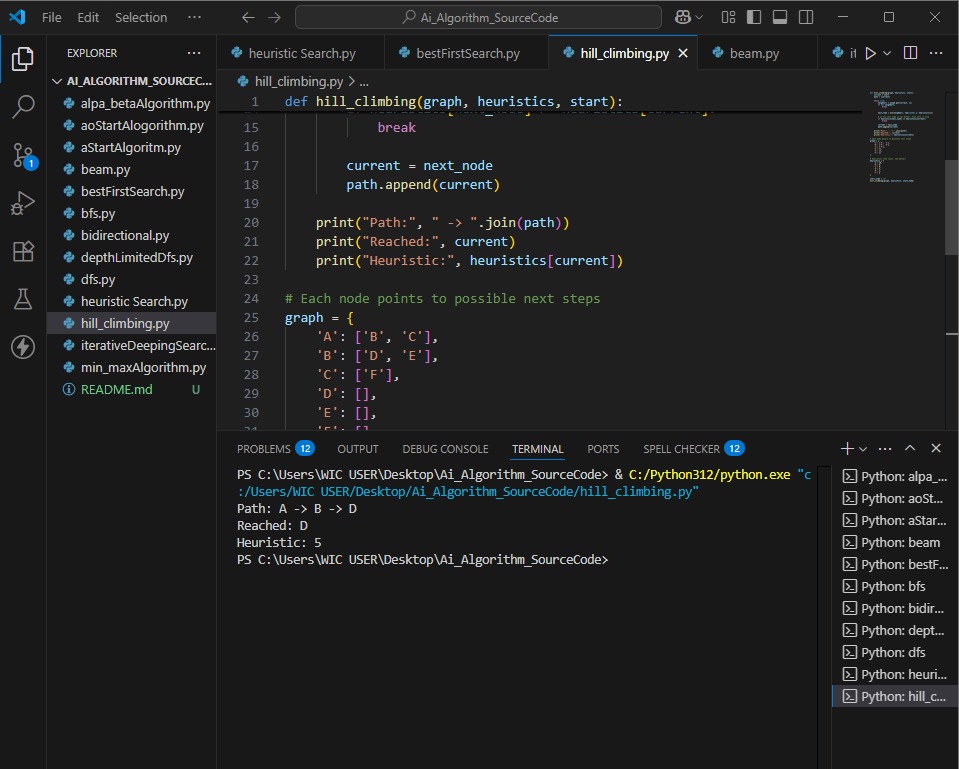 File Edit Selection ··· Ai_Algorithm_SourceCode
EXPLORER ···
AI_ALGORITHM_SOURCEC...
alpa_betaAlgorithm.py
aoStartAlogorithm.py
aStartAlgoritm.py
beam.py
bestFirstSearch.py
bfs.py
bidirectional.py
depthLimitedDfs.py
dfs.py
heuristic Search.py
hill_climbing.py
iterativeDeepingSearc...
min_maxAlgorithm.py
README.md U
1
heuristic Search.py bestFirstSearch.py hill_climbing.py beam.py it ···
hill_climbing.py > ...
1 def hill_climbing(graph, heuristics, start):
15 break
16
17 current = next_node
18 path.append(current)
19
20 print("Path:", " -> ".join(path))
21 print("Reached:", current)
22 print("Heuristic:", heuristics[current])
23
24 # Each node points to possible next steps
25 graph = {
26 'A': ['B', 'C'],
27 'B': ['D', 'E'],
28 'C': ['F'],
29 'D': [],
30 'E': [],
PROBLEMS 12 OUTPUT DEBUG CONSOLE TERMINAL PORTS SPELL CHECKER 12
PS C:\Users\WIC USER\Desktop\Ai_Algorithm_SourceCode> & C:/Python312/python.exe "c
:/Users/WIC USER/Desktop/Ai_Algorithm_SourceCode/hill_climbing.py"
Path: A -> B -> D
Reached: D
Heuristic: 5
PS C:\Users\WIC USER\Desktop\Ai_Algorithm_SourceCode>
Python: alpa_...
Python: aoSt...
Python: aStar...
Python: beam
Python: bestF...
Python: bfs
Python: bidir...
Python: dept...
Python: dfs
Python: heuri...
Python: hill_c...